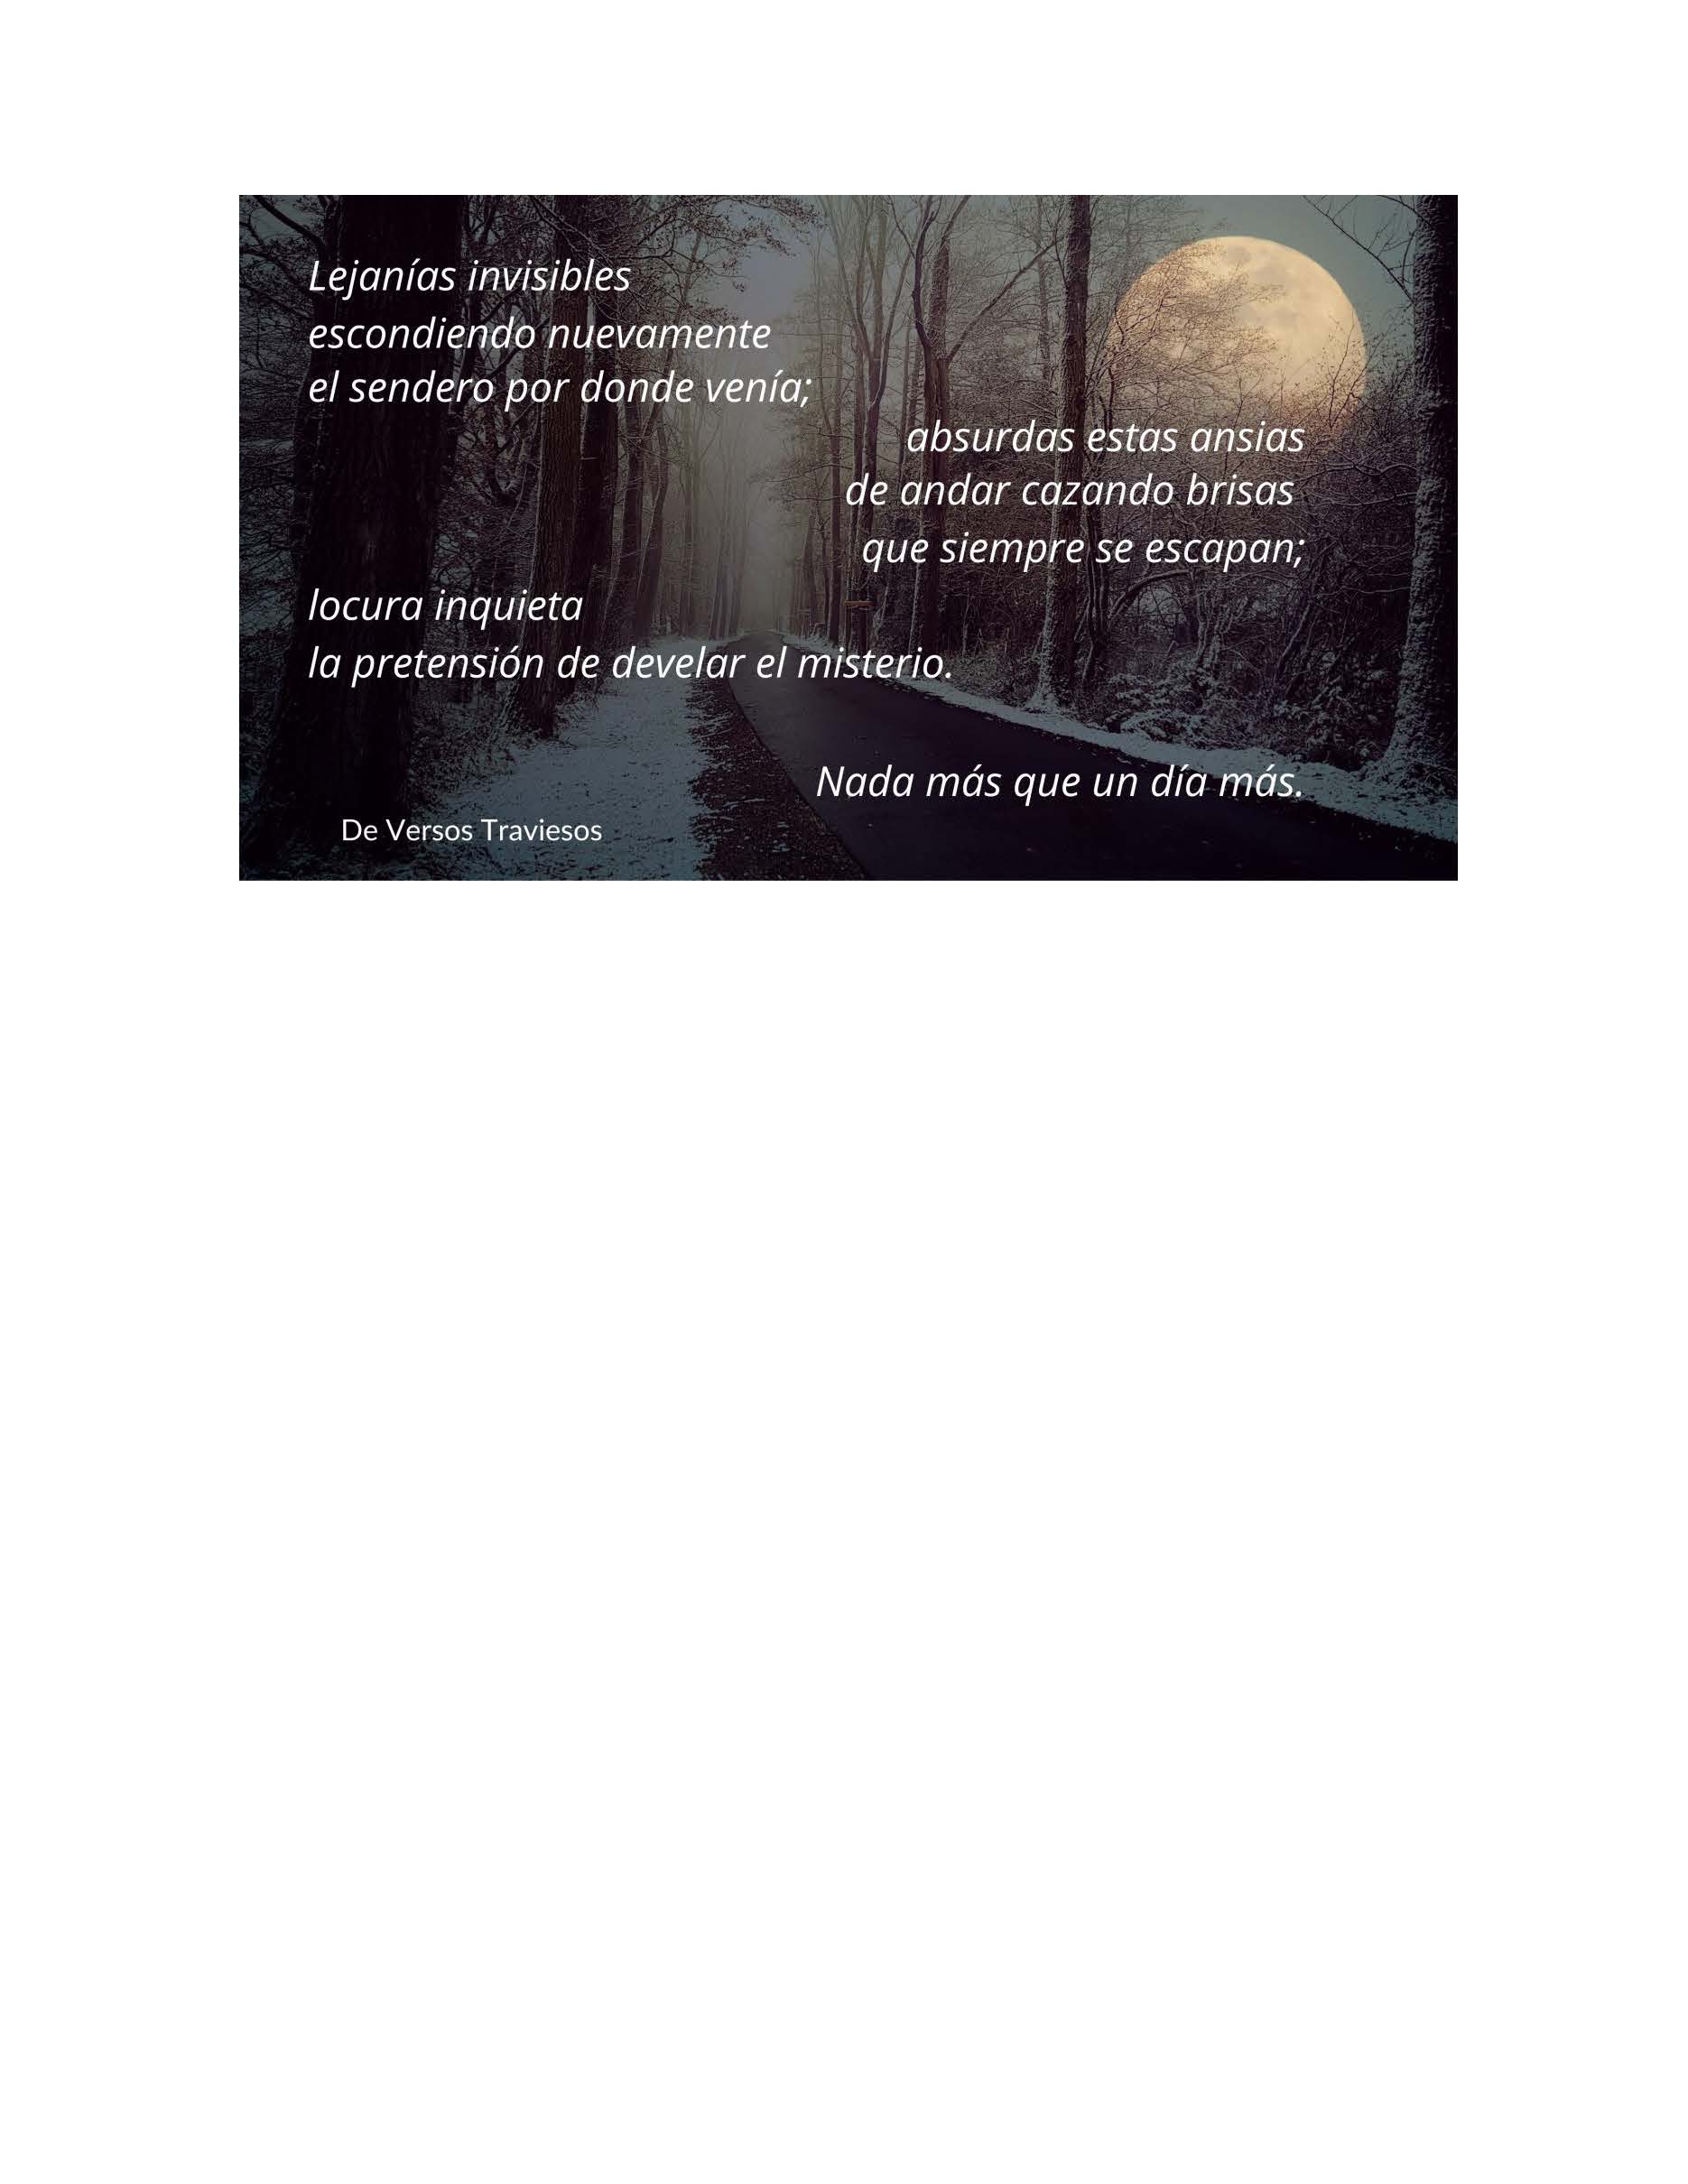 Lejanías invisibles
escondiendo nuevamente
el sendero por donde venía;
absurdas estas ansias
de andar cazando brisas
que siempre se escapan;
locura inquieta
la pretensión de develar el misterio.
Nada más que un día más.
De Versos Traviesos